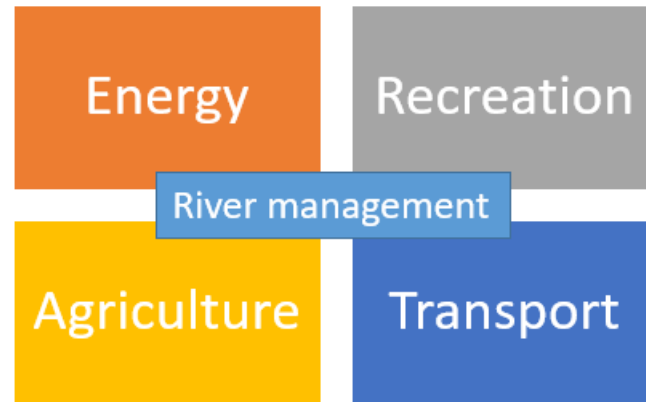 Energy
Recreation
River management
Agriculture
Transport